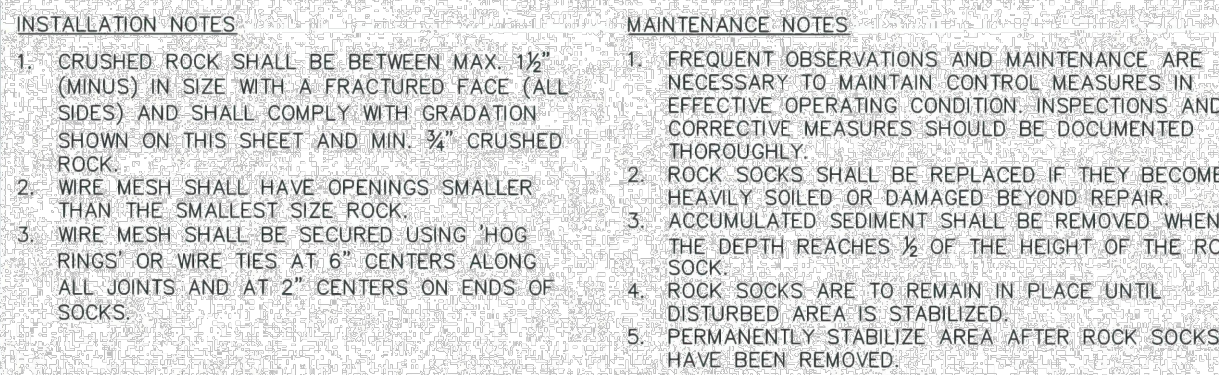 INSTALLATION NOTES
1. CRUSHED ROCK SHALL BE BETWEEN MAX. 1½"
(MINUS) IN SIZE WITH A FRACTURED FACE (ALL
SIDES) AND SHALL COMPLY WITH GRADATION
SHOWN ON THIS SHEET AND MIN. ¾" CRUSHED
ROCK.
2. WIRE MESH SHALL HAVE OPENINGS SMALLER
THAN THE SMALLEST SIZE ROCK.
3. WIRE MESH SHALL BE SECURED USING 'HOG
RINGS' OR WIRE TIES AT 6" CENTERS ALONG
ALL JOINTS AND AT 2" CENTERS ON ENDS OF
SOCKS.
MAINTENANCE NOTES
1. FREQUENT OBSERVATIONS AND MAINTENANCE ARE
NECESSARY TO MAINTAIN CONTROL MEASURES IN
EFFECTIVE OPERATING CONDITION. INSPECTIONS AND
CORRECTIVE MEASURES SHOULD BE DOCUMENTED
THOROUGHLY.
2. ROCK SOCKS SHALL BE REPLACED IF THEY BECOME
HEAVILY SOILED OR DAMAGED BEYOND REPAIR.
3. ACCUMULATED SEDIMENT SHALL BE REMOVED WHEN
THE DEPTH REACHES ½ OF THE HEIGHT OF THE
SOCK.
4. ROCK SOCKS ARE TO REMAIN IN PLACE UNTIL
DISTURBED AREA IS STABILIZED.
5. PERMANENTLY STABILIZE AREA AFTER ROCK SOCKS
HAVE BEEN REMOVED.